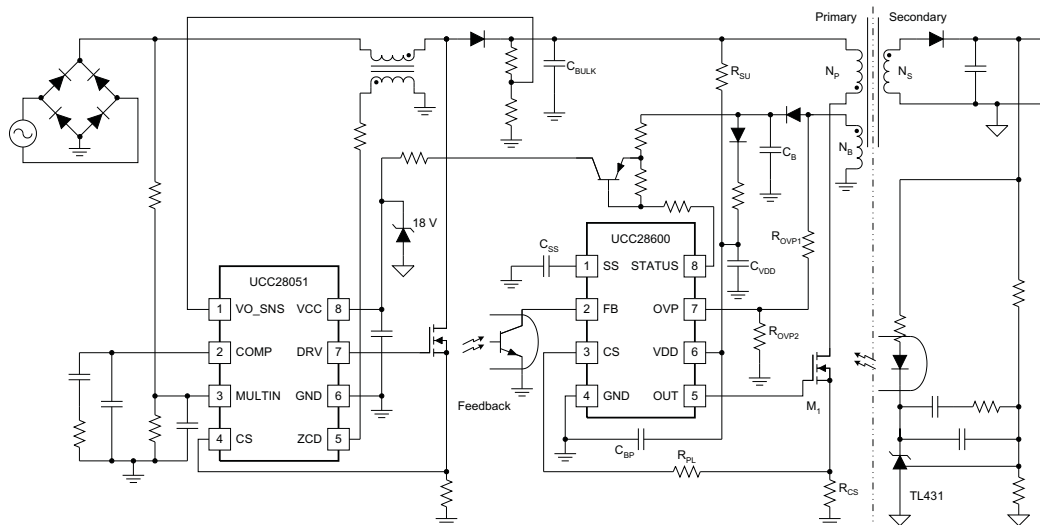 Primary
Secondary
C_BULK
R_SU
N_P
N_S
C_B
N_B
18 V
UCC28051
1 VO_SNS VCC 8
2 COMP DRV 7
3 MULTIN GND 6
4 CS ZCD 5
Feedback
C_SS
UCC28600
1 SS STATUS 8
2 FB OVP 7
3 CS VDD 6
4 GND OUT 5
C_VDD
R_OVP1
R_OVP2
M_1
C_BP
R_PL
R_CS
TL431